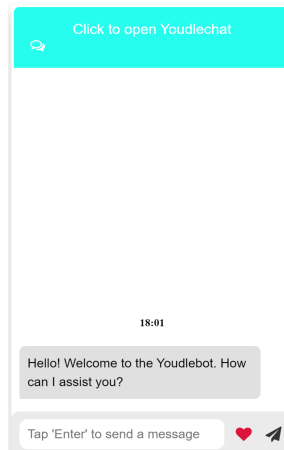 Click to open Youdlechat
18:01
Hello! Welcome to the Youdlebot. How
can I assist you?
Tap 'Enter' to send a message